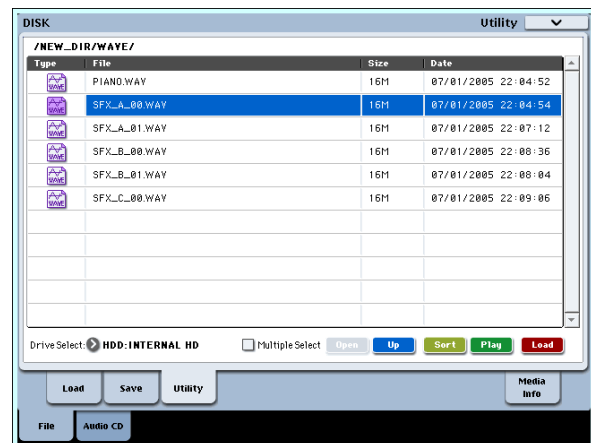 DISK Utility
/NEW_DIR/WAVE/
Type File Size Date
WAVE PIANO.WAV 16M 07/01/2005 22:04:52
WAVE SFX_A_00.WAV 16M 07/01/2005 22:04:54
WAVE SFX_A_01.WAV 16M 07/01/2005 22:07:12
WAVE SFX_B_00.WAV 16M 07/01/2005 22:08:36
WAVE SFX_B_01.WAV 16M 07/01/2005 22:08:04
WAVE SFX_C_00.WAV 16M 07/01/2005 22:09:06
Drive Select: HDD:INTERNAL HD Multiple Select Open Up Sort Play Load
Load Save Utility Media Info
File Audio CD